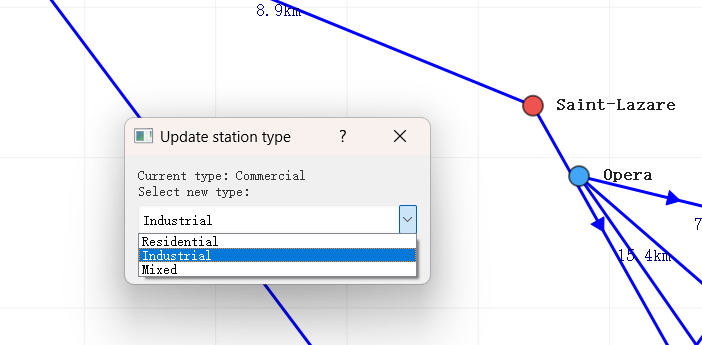 8.9km
Saint-Lazare
Update station type ?
Current type: Commercial
Select new type:
Opera
Industrial
Residential
Industrial
Mixed
7
15.4km